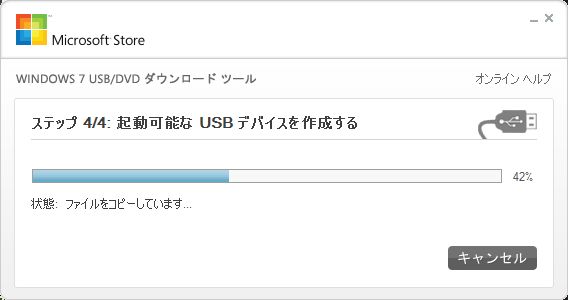 Microsoft Store
WINDOWS 7 USB/DVD ダウンロード ツール
オンライン ヘルプ
ステップ 4/4: 起動可能な USB デバイスを作成する
42%
状態: ファイルをコピーしています...
キャンセル